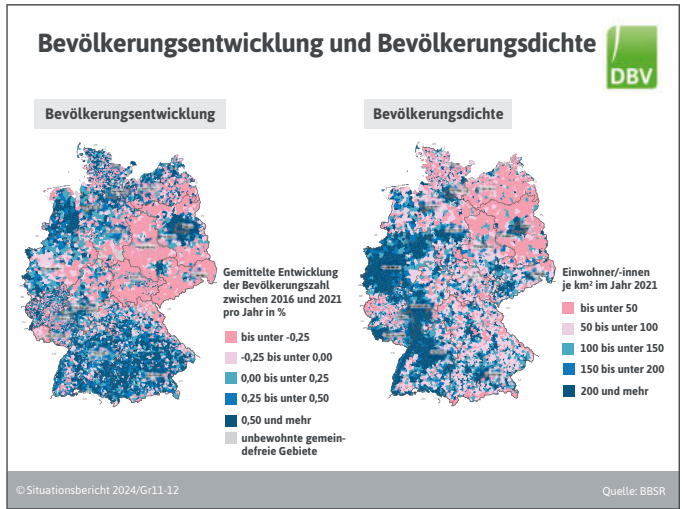 Bevölkerungsentwicklung und Bevölkerungsdichte
DBV
Bevölkerungsentwicklung
Bevölkerungsdichte
Gemittelte Entwicklung
der Bevölkerungszahl
zwischen 2016 und 2021
pro Jahr in %
bis unter -0,25
-0,25 bis unter 0,00
0,00 bis unter 0,25
0,25 bis unter 0,50
0,50 und mehr
unbewohnte gemein-
defreie Gebiete
Einwohner/-innen
je km² im Jahr 2021
bis unter 50
50 bis unter 100
100 bis unter 150
150 bis unter 200
200 und mehr
© Situationsbericht 2024/Gr11-12
Quelle: BBSR